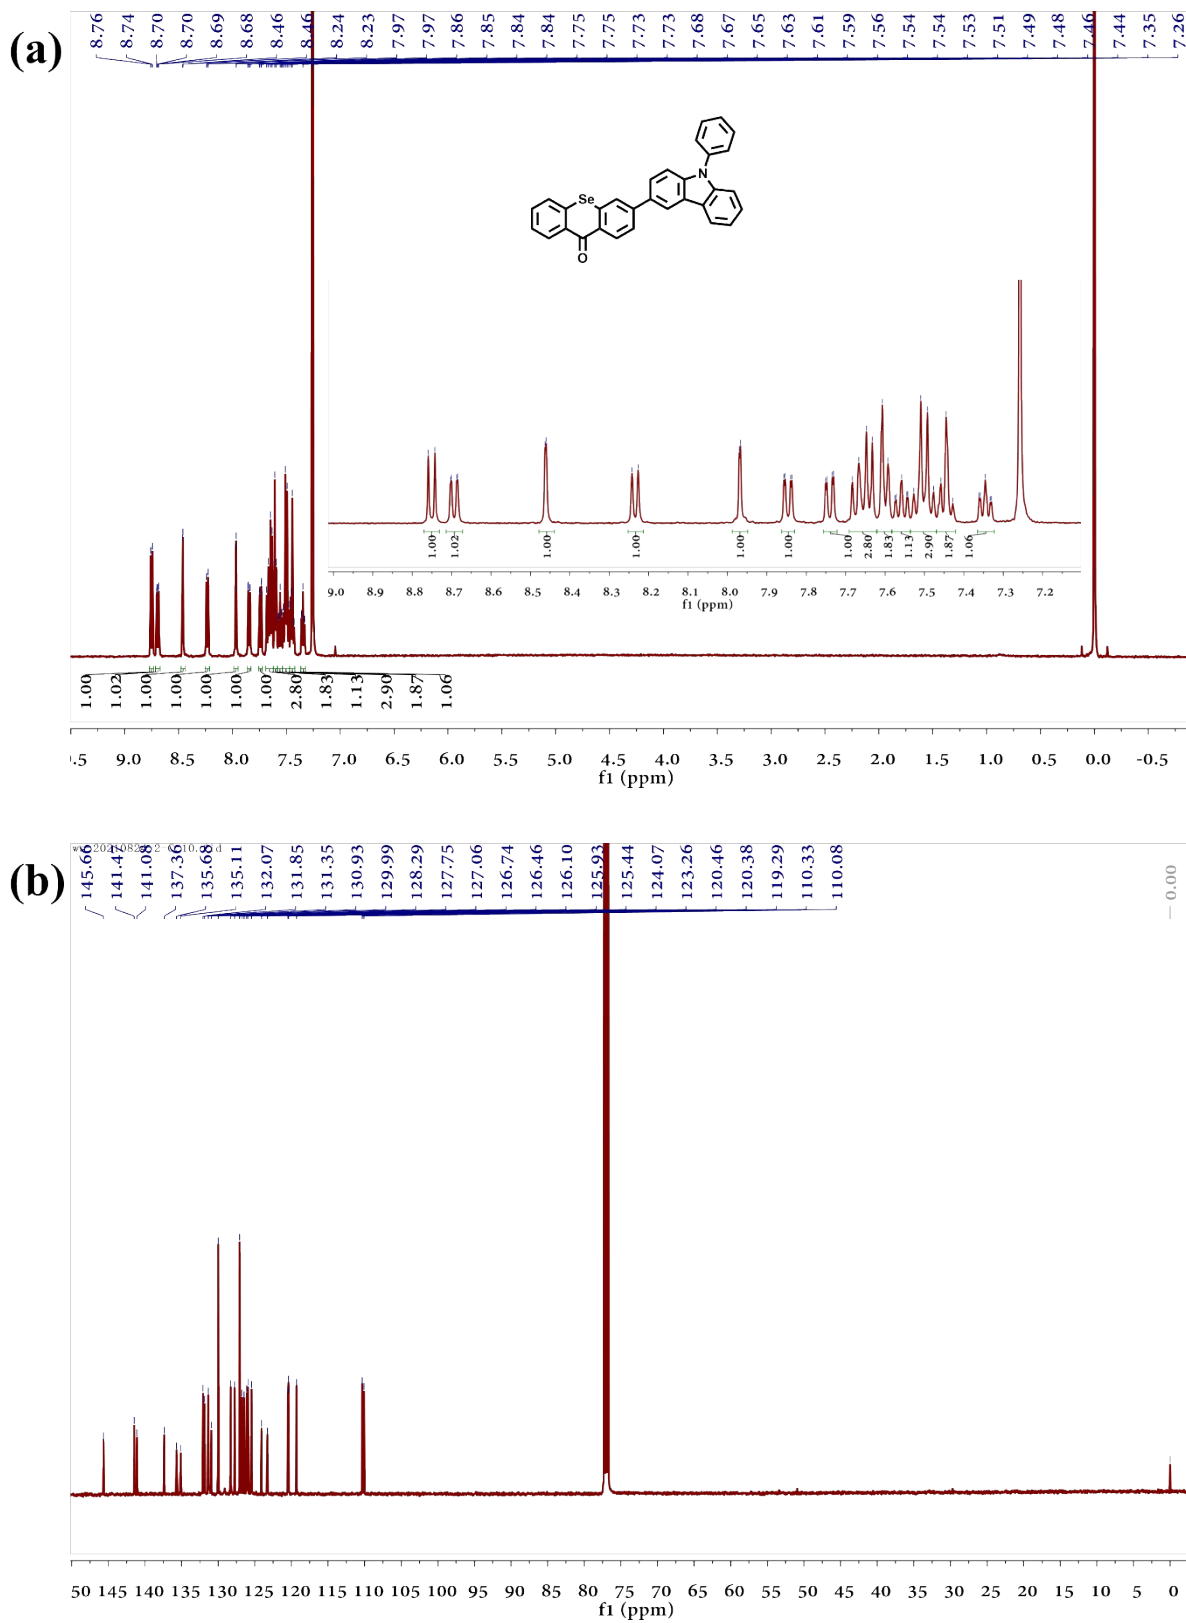 (a)
8.76 8.74 8.70 8.70 8.69 8.68 8.46 8.46 8.24 8.23 7.97 7.97 7.86 7.85 7.84 7.84 7.75 7.75 7.73 7.73 7.68 7.67 7.65 7.63 7.61 7.59 7.56 7.54 7.54 7.53 7.51 7.49 7.48 7.46 7.44 7.35 7.26
N
Se
O
1.00 1.02 1.00 1.00 1.00 1.00 1.00 2.80 1.83 1.13 2.90 1.87 1.06
9.0 8.9 8.8 8.7 8.6 8.5 8.4 8.3 8.2 8.1 8.0 7.9 7.8 7.7 7.6 7.5 7.4 7.3 7.2
f1 (ppm)
1.00 1.02 1.00 1.00 1.00 1.00 1.00 2.80 1.83 1.13 2.90 1.87 1.06
.5 9.0 8.5 8.0 7.5 7.0 6.5 6.0 5.5 5.0 4.5 4.0 3.5 3.0 2.5 2.0 1.5 1.0 0.5 0.0 -0.5
f1 (ppm)
(b)
145.66 141.47 141.08 137.36 135.68 135.11 132.07 131.85 131.35 130.93 129.99 128.29 127.75 127.06 126.74 126.46 126.10 125.93 125.44 124.07 123.26 120.46 120.38 119.29 110.33 110.08
0.00
50 145 140 135 130 125 120 115 110 105 100 95 90 85 80 75 70 65 60 55 50 45 40 35 30 25 20 15 10 5 0
f1 (ppm)